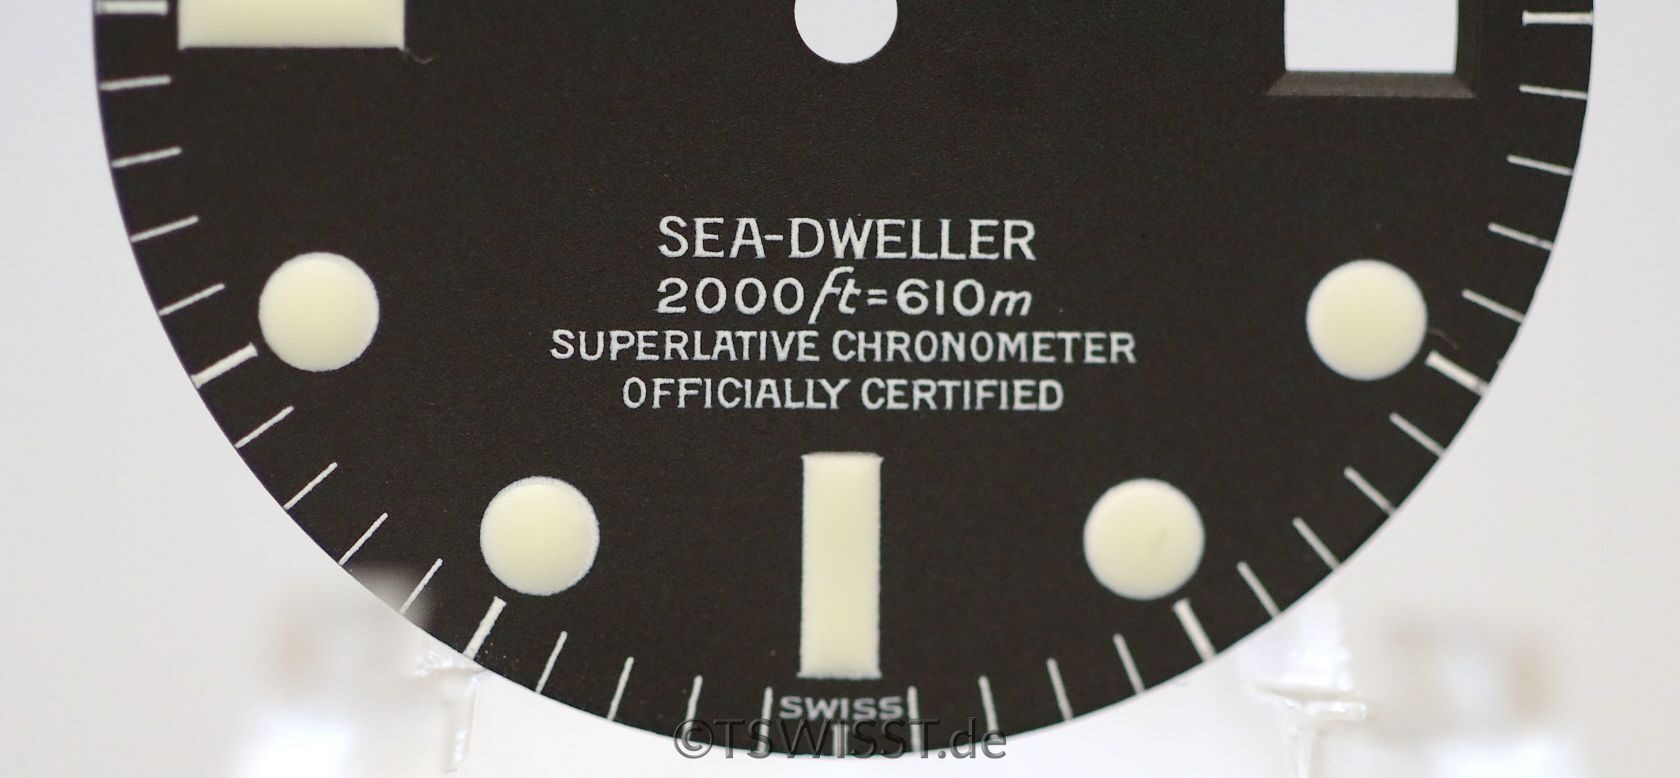 SEA-DWELLER
2000ft=610m
SUPERLATIVE CHRONOMETER
OFFICIALLY CERTIFIED
SWISS
©TSWISST.de